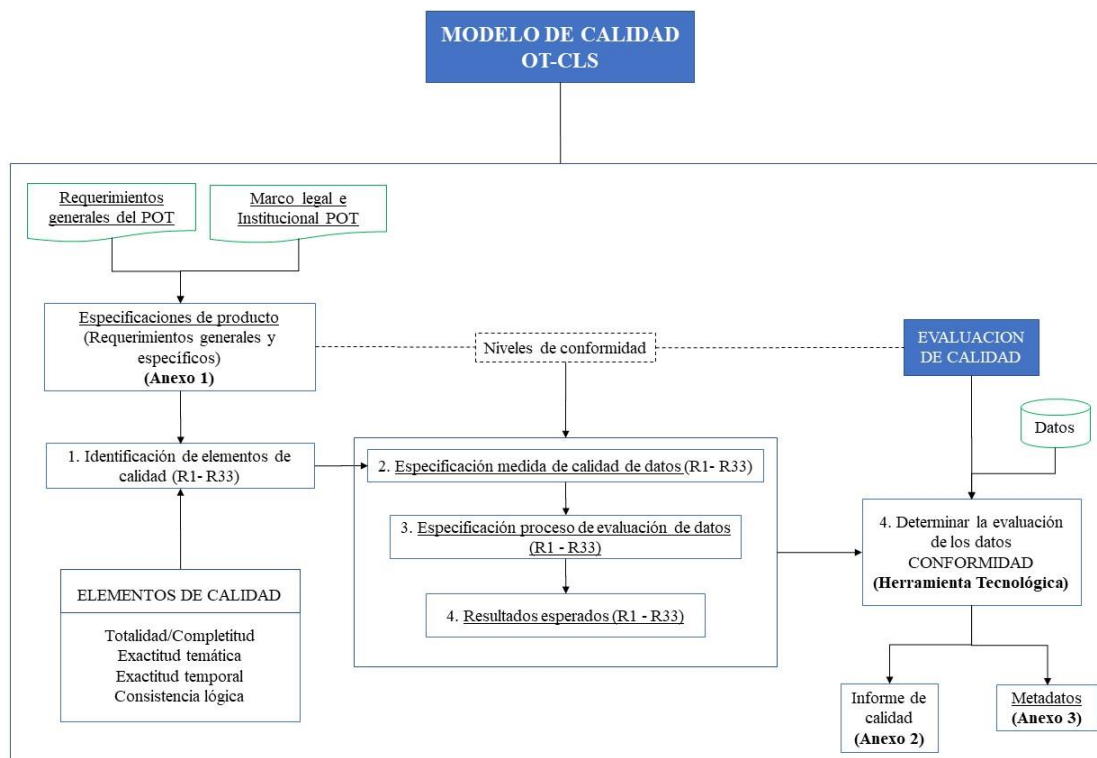 MODELO DE CALIDAD
OT-CLS
Requerimientos
generales del POT
Marco legal e
Institucional POT
Especificaciones de producto
(Requerimientos generales y
específicos)
(Anexo 1)
Niveles de conformidad
EVALUACION
DE CALIDAD
Datos
1. Identificación de elementos de
calidad (R1- R33)
2. Especificación medida de calidad de datos (R1- R33)
3. Especificación proceso de evaluación de datos
(R1 - R33)
4. Resultados esperados (R1 - R33)
4. Determinar la evaluación
de los datos
CONFORMIDAD
(Herramienta Tecnológica)
ELEMENTOS DE CALIDAD
Totalidad/Completitud
Exactitud temática
Exactitud temporal
Consistencia lógica
Informe de
calidad
(Anexo 2)
Metadatos
(Anexo 3)